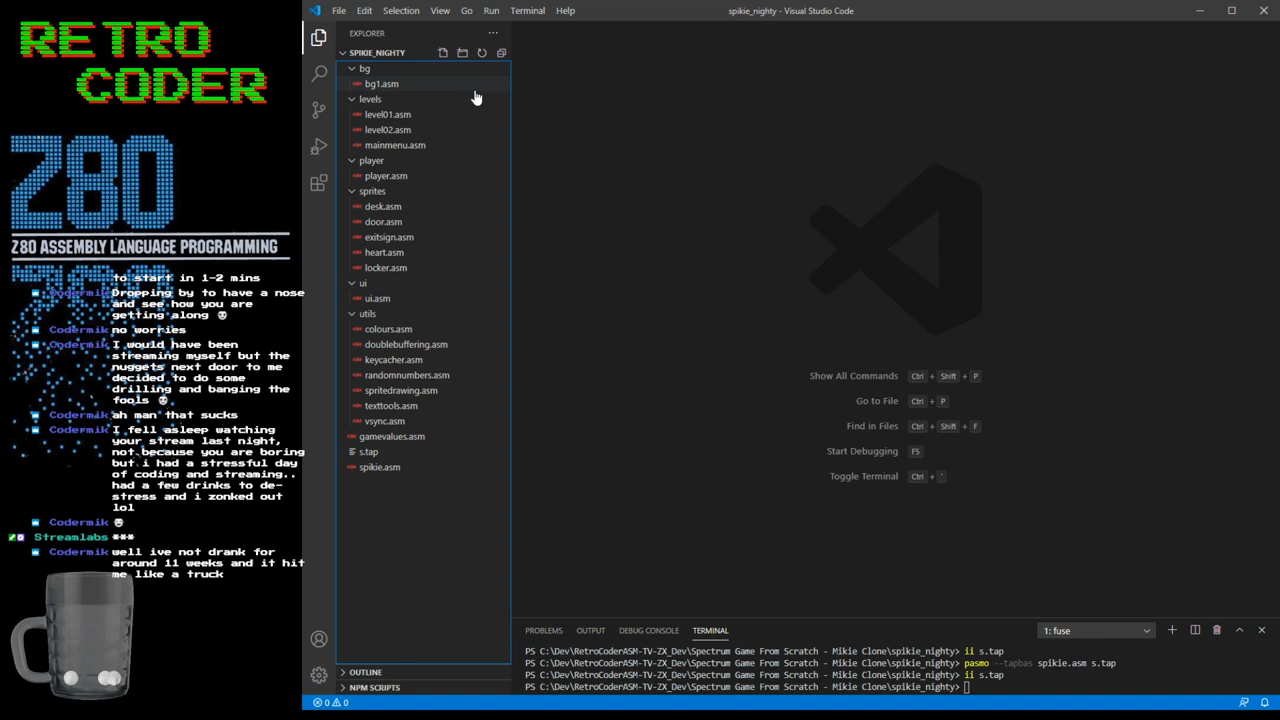 RETRO
CODER
Z80
Z80 ASSEMBLY LANGUAGE PROGRAMMING
to start in 1-2 mins
Codermik Dropping by to have a nose
and see how you are
getting along
Codermik no worries
Codermik I would have been
streaming myself but the
nuggets next door to me
decided to do some
drilling and banging the
fools
Codermik ah man that sucks
Codermik I fell asleep watching
your stream last night,
not because you are boring
but i had a stressful day
of coding and streaming..
had a few drinks to de-
stress and i zonked out
lol
Codermik
Streamlabs ***
Codermik well ive not drank for
around 11 weeks and it hit
me like a truck
File Edit Selection View Go Run Terminal Help
spikie_nighty - Visual Studio Code
EXPLORER
SPIKIE_NIGHTY
bg
bg1.asm
levels
level01.asm
level02.asm
mainmenu.asm
player
player.asm
sprites
desk.asm
door.asm
exitsign.asm
heart.asm
locker.asm
ui
ui.asm
utils
colours.asm
doublebuffering.asm
keycacher.asm
randomnumbers.asm
spritedrawing.asm
texttools.asm
vsync.asm
gamevalues.asm
s.tap
spikie.asm
OUTLINE
NPM SCRIPTS
Show All Commands Ctrl + Shift + P
Go to File Ctrl + P
Find in Files Ctrl + Shift + F
Start Debugging F5
Toggle Terminal Ctrl + `
PROBLEMS OUTPUT DEBUG CONSOLE TERMINAL
1: fuse
PS C:\Dev\RetroCoderASM-TV-ZX_Dev\Spectrum Game From Scratch - Mikie Clone\spikie_nighty> ii s.tap
PS C:\Dev\RetroCoderASM-TV-ZX_Dev\Spectrum Game From Scratch - Mikie Clone\spikie_nighty> pasmo --tapbas spikie.asm s.tap
PS C:\Dev\RetroCoderASM-TV-ZX_Dev\Spectrum Game From Scratch - Mikie Clone\spikie_nighty> ii s.tap
PS C:\Dev\RetroCoderASM-TV-ZX_Dev\Spectrum Game From Scratch - Mikie Clone\spikie_nighty>
0 0